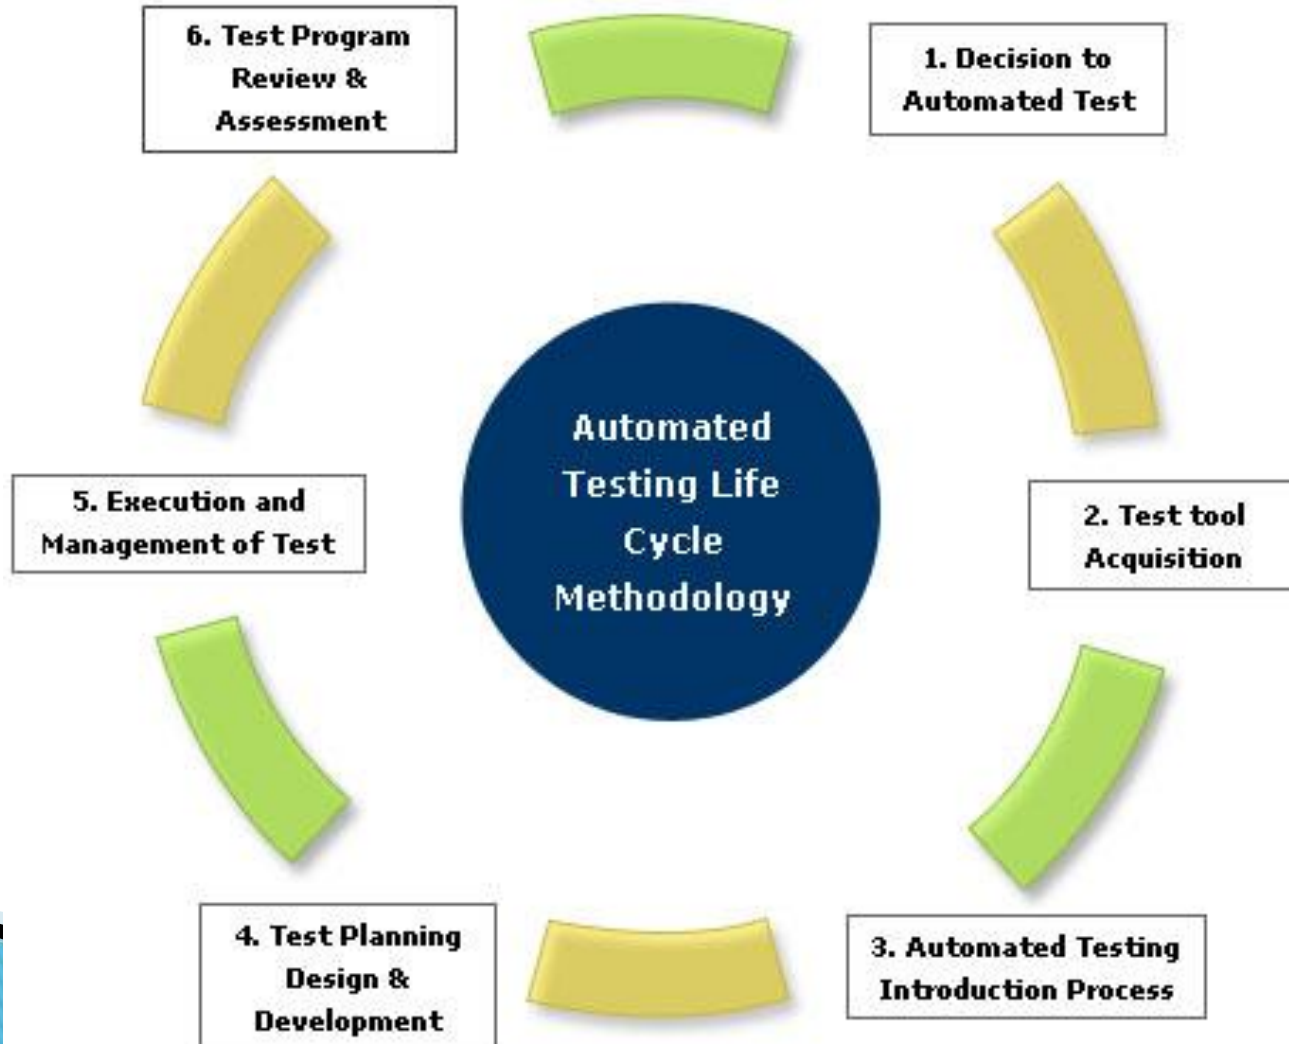 6. Test Program
Review &
Assessment
1. Decision to
Automated Test
Automated
Testing Life
Cycle
Methodology
5. Execution and
Management of Test
2. Test tool
Acquisition
4. Test Planning
Design &
Development
3. Automated Testing
Introduction Process